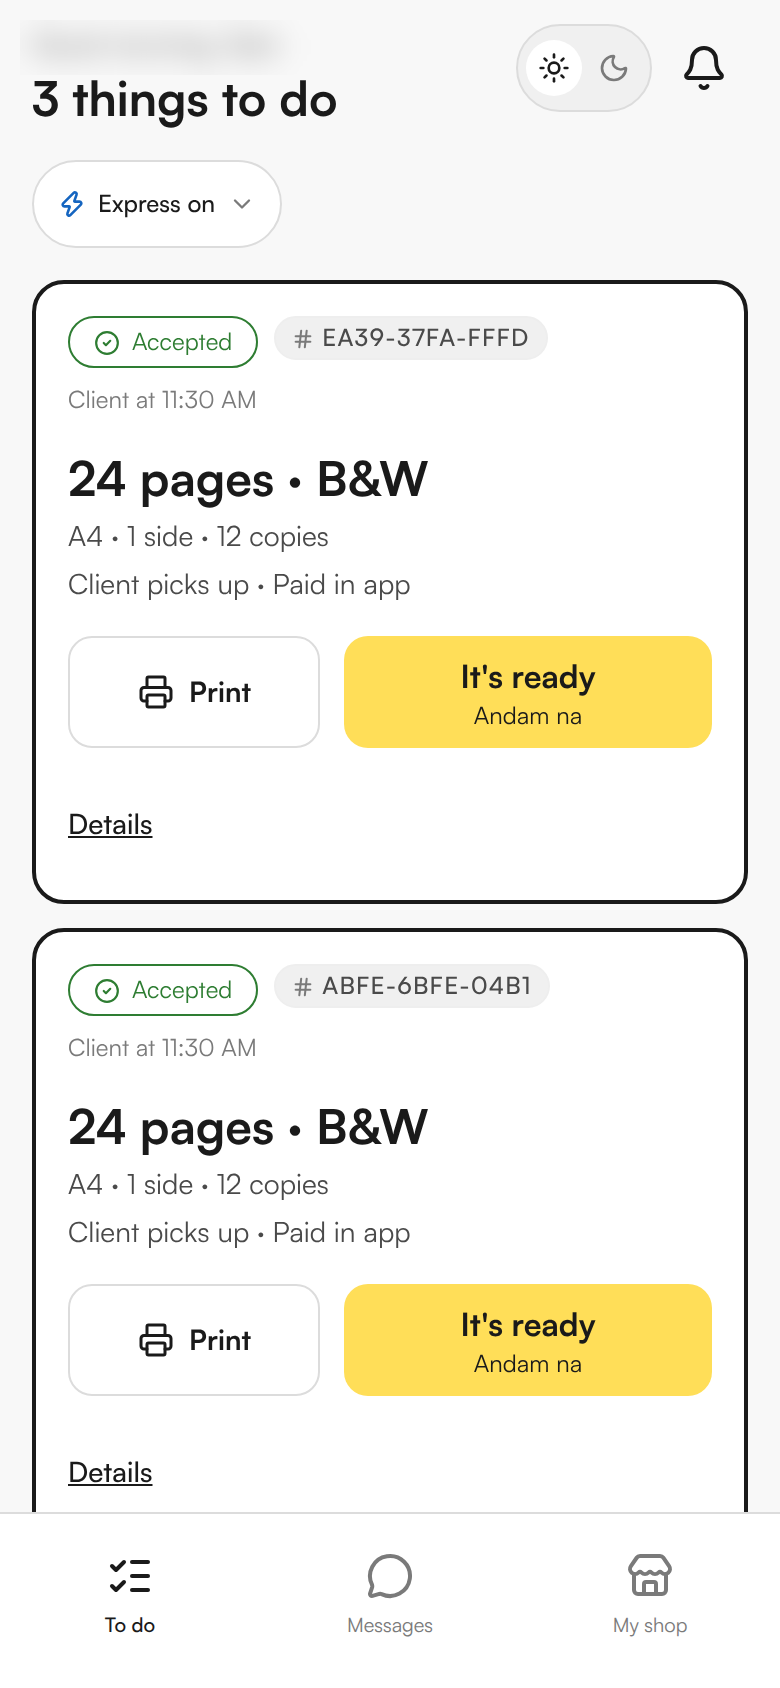 3 things to do
Express on
Accepted
# EA39-37FA-FFFD
Client at 11:30 AM
24 pages · B&W
A4 · 1 side · 12 copies
Client picks up · Paid in app
Print
It's ready
Andam na
Details
Accepted
# ABFE-6BFE-04B1
Client at 11:30 AM
24 pages · B&W
A4 · 1 side · 12 copies
Client picks up · Paid in app
Print
It's ready
Andam na
Details
To do
Messages
My shop